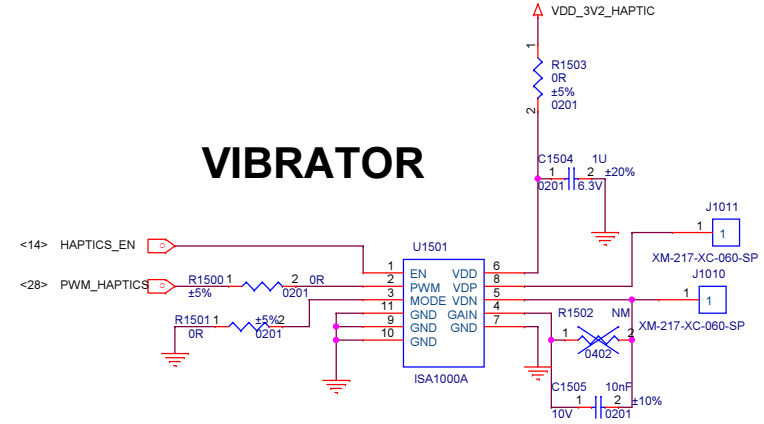 VDD_3V2_HAPTIC
1
R1503
0R
±5%
0201
2
VIBRATOR
C1504 1U
1 2 ±20%
0201 6.3V
J1011
1 1
XM-217-XC-060-SP
<14> HAPTICS_EN
U1501
J1010
1 1
XM-217-XC-060-SP
<28> PWM_HAPTICS
R1500 1 2 0R
±5% 0201
R1501 1 ±5% 2
0R 0201
1 EN VDD 6
2 PWM VDP 8
3 MODE VDN 5
11 GND GAIN 4
9 GND GND 7
10 GND
ISA1000A
R1502 NM
1 2
0402
C1505 10nF
1 2 ±10%
10V 0201